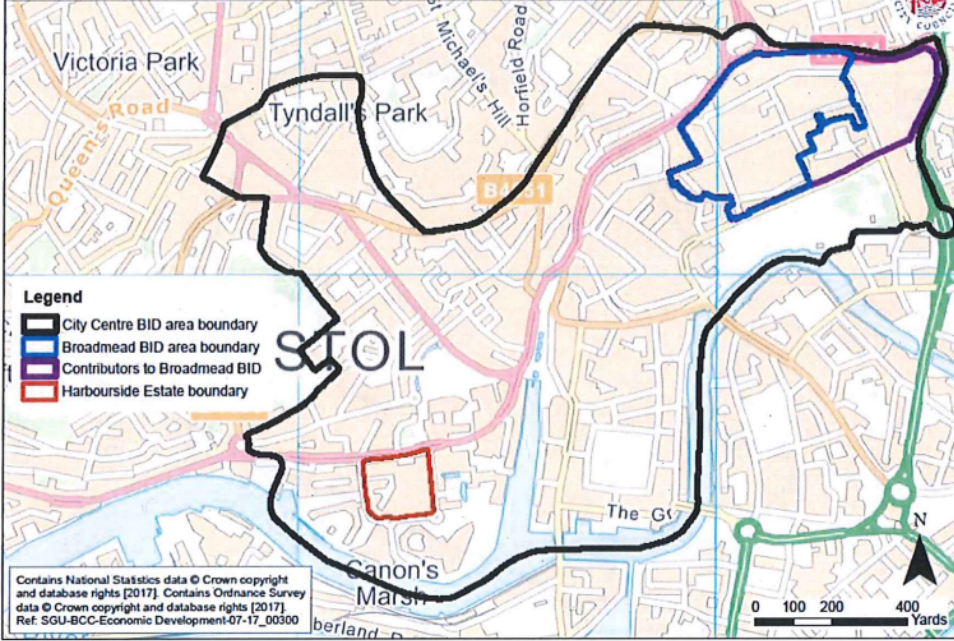 CITY COUNCIL
Victoria Park
Michael's Hill
Horfield Road
Tyndall's Park
Queen's Road
Legend
City Centre BID area boundary
Broadmead BID area boundary
Contributors to Broadmead BID
Harbourside Estate boundary
STOL
The Gr
N
Canon's
Marsh
Contains National Statistics data © Crown copyright
and database rights [2017]. Contains Ordnance Survey
data © Crown copyright and database rights [2017].
Ref: SGU-BCC-Economic Development-07-17_00300
0 100 200 400
Yards